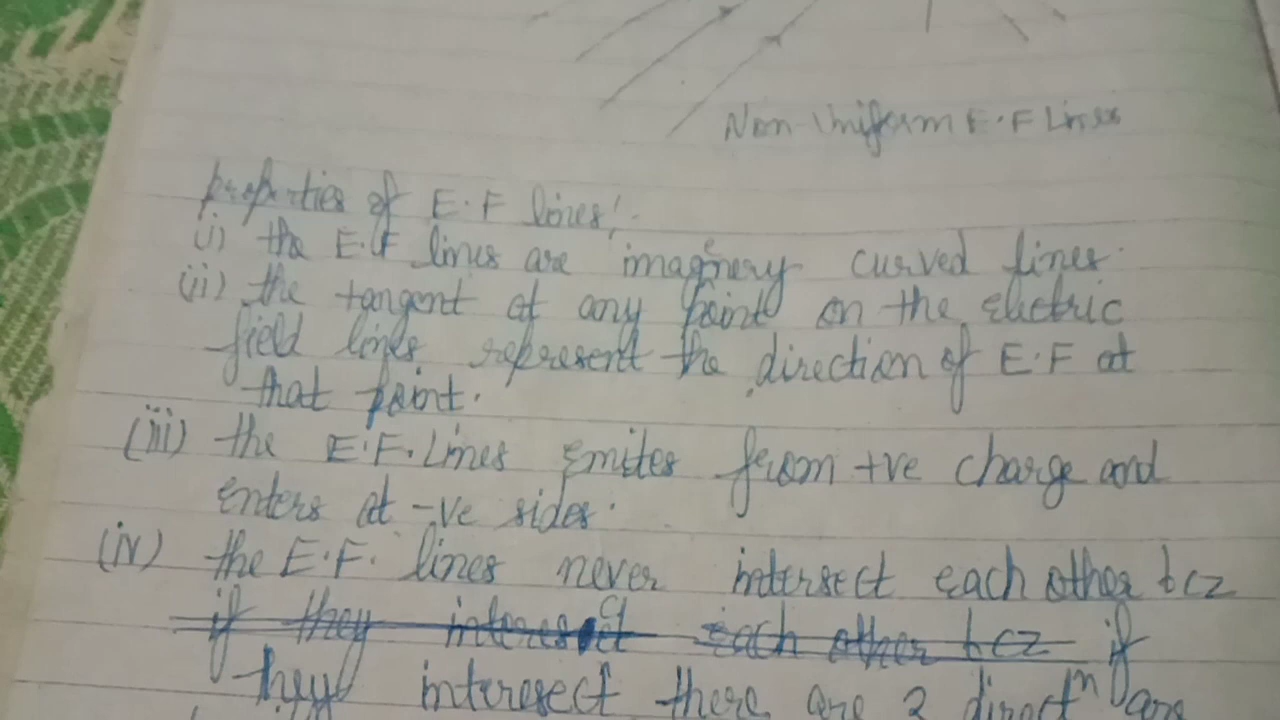 Non-Uniform E.F Lines
properties of E.F lines:-
(i) the E.F lines are imagnery curved lines.
(ii) the tangent at any point on the electric
field lines represent the direction of E.F at
that point.
(iii) the E.F. Lines Emites from +ve charge and
enters at -ve sides.
(iv) the E.F. lines never intersect each other bcz
if they interesct each other bcz if
they interesect there are 2 directn are